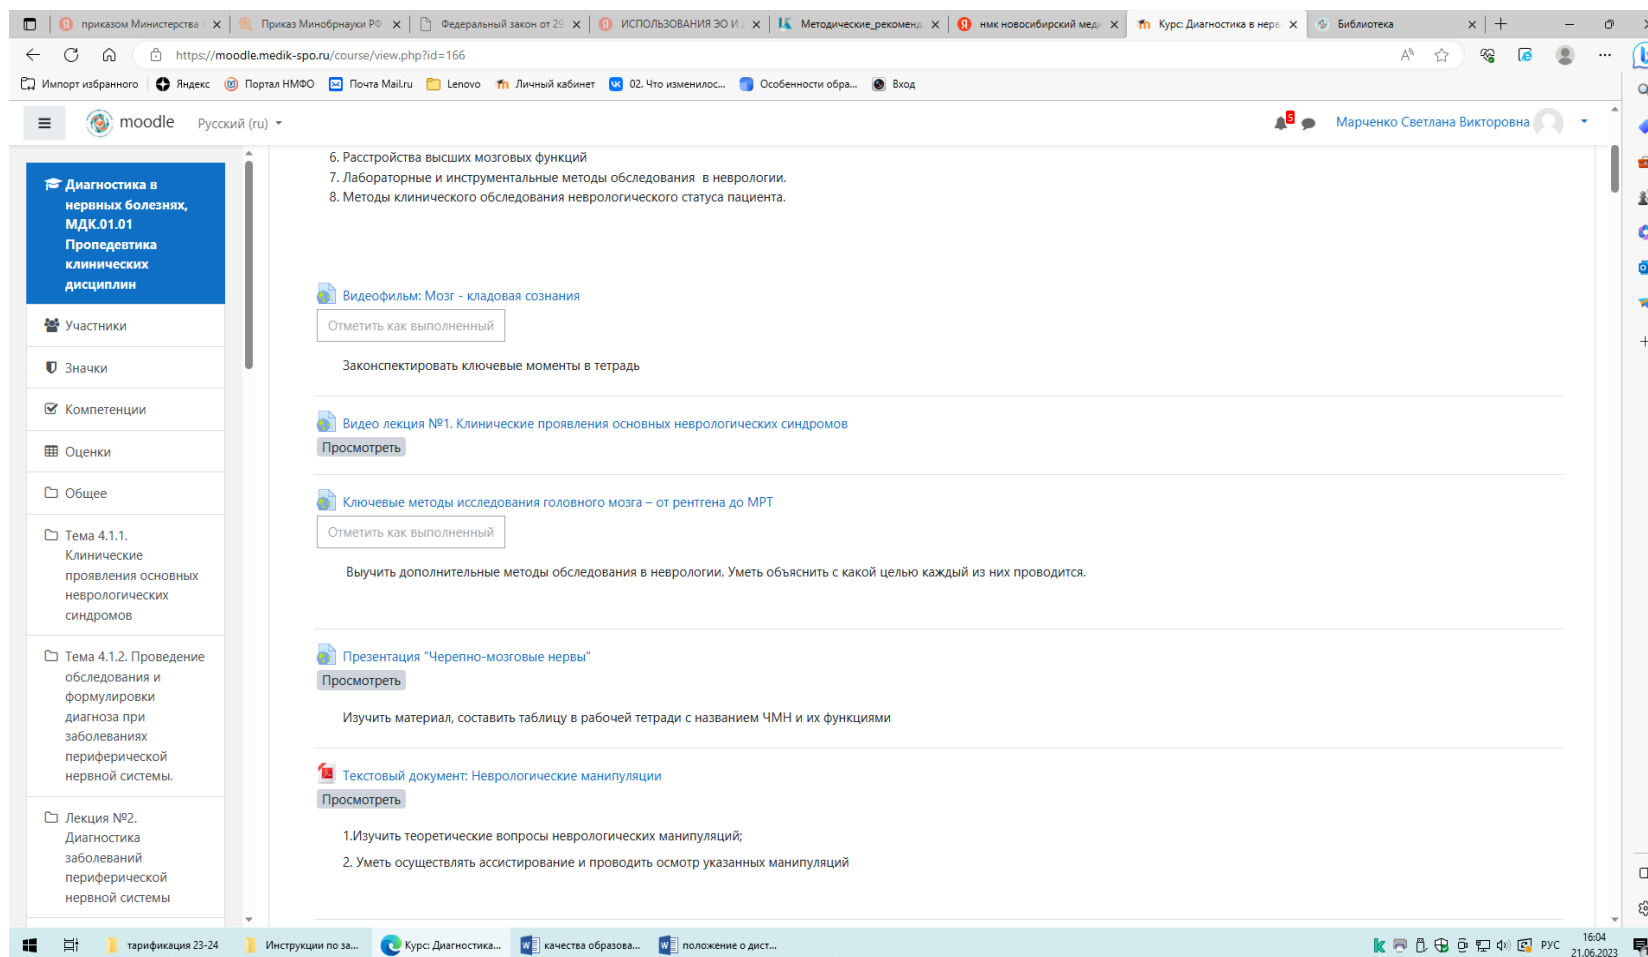 приказом Министерства
Приказ Минобрнауки РФ
Федеральный закон от 29
ИСПОЛЬЗОВАНИЯ ЭО И
Методические_рекоменд
нмк новосибирский меди
Курс: Диагностика в нерв
Библиотека
https://moodle.medik-spo.ru/course/view.php?id=166
Импорт избранного
Яндекс
Портал НМФО
Почта Mail.ru
Lenovo
Личный кабинет
02. Что изменилос...
Особенности обра...
Вход
moodle
Русский (ru)
5
Марченко Светлана Викторовна
Диагностика в
нервных болезнях,
МДК.01.01
Пропедевтика
клинических
дисциплин
Участники
Значки
Компетенции
Оценки
Общее
Тема 4.1.1.
Клинические
проявления основных
неврологических
синдромов
Тема 4.1.2. Проведение
обследования и
формулировки
диагноза при
заболеваниях
периферической
нервной системы.
Лекция №2.
Диагностика
заболеваний
периферической
нервной системы
6. Расстройства высших мозговых функций
7. Лабораторные и инструментальные методы обследования в неврологии.
8. Методы клинического обследования неврологического статуса пациента.
Видеофильм: Мозг - кладовая сознания
Отметить как выполненный
Законспектировать ключевые моменты в тетрадь
Видео лекция №1. Клинические проявления основных неврологических синдромов
Просмотреть
Ключевые методы исследования головного мозга – от рентгена до МРТ
Отметить как выполненный
Выучить дополнительные методы обследования в неврологии. Уметь объяснить с какой целью каждый из них проводится.
Презентация "Черепно-мозговые нервы"
Просмотреть
Изучить материал, составить таблицу в рабочей тетради с названием ЧМН и их функциями
Текстовый документ: Неврологические манипуляции
Просмотреть
1.Изучить теоретические вопросы неврологических манипуляций;
2. Уметь осуществлять ассистирование и проводить осмотр указанных манипуляций
тарификация 23-24
Инструкции по за...
Курс: Диагностика...
качества образова...
положение о дист...
РУС
16:04
21.06.2023